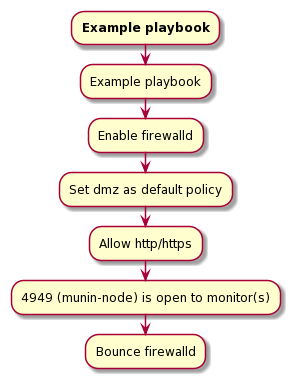 Example playbook
Example playbook
Enable firewalld
Set dmz as default policy
Allow http/https
4949 (munin-node) is open to monitor(s)
Bounce firewalld